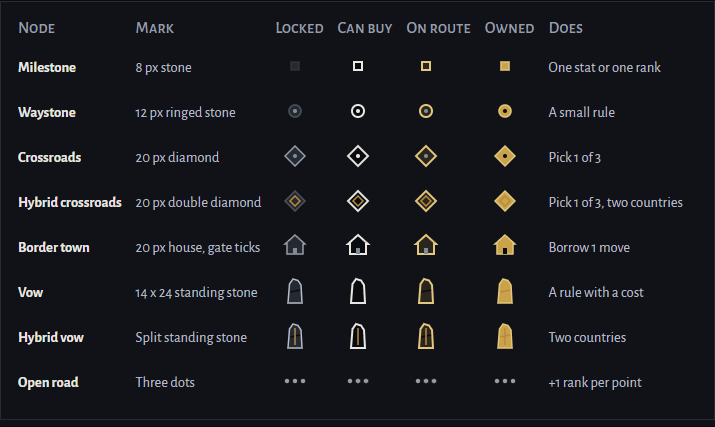 Node Mark Locked Can buy On route Owned Does
Milestone 8 px stone One stat or one rank
Waystone 12 px ringed stone A small rule
Crossroads 20 px diamond Pick 1 of 3
Hybrid crossroads 20 px double diamond Pick 1 of 3, two countries
Border town 20 px house, gate ticks Borrow 1 move
Vow 14 x 24 standing stone A rule with a cost
Hybrid vow Split standing stone Two countries
Open road Three dots +1 rank per point